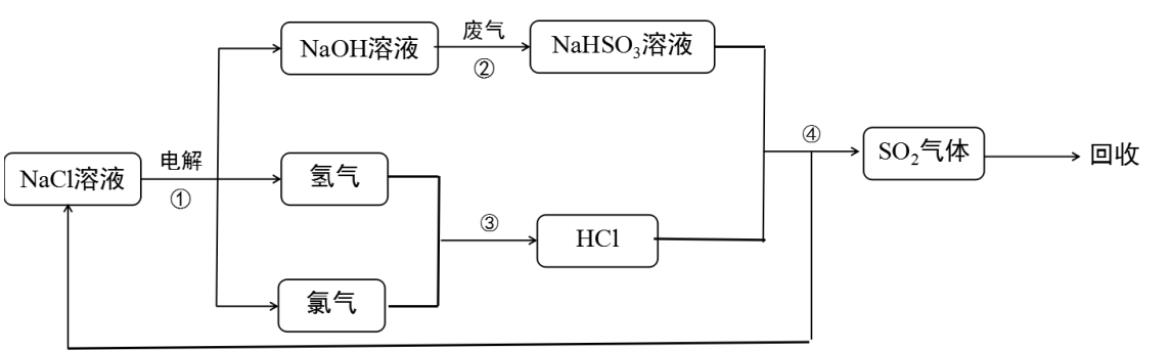 NaOH溶液
废气
②
NaHSO₃溶液
NaCl溶液
电解
①
氢气
④
SO₂气体
回收
③
HCl
氯气